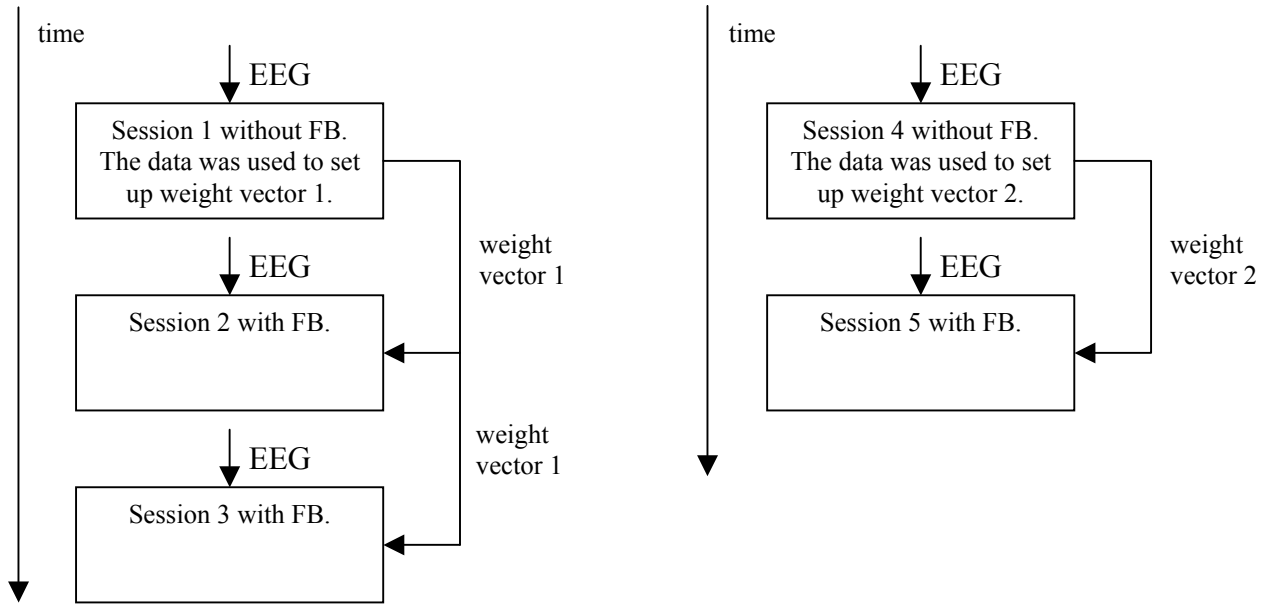 time
EEG
Session 1 without FB.
The data was used to set
up weight vector 1.
weight
vector 1
EEG
Session 2 with FB.
weight
vector 1
EEG
Session 3 with FB.
time
EEG
Session 4 without FB.
The data was used to set
up weight vector 2.
weight
vector 2
EEG
Session 5 with FB.